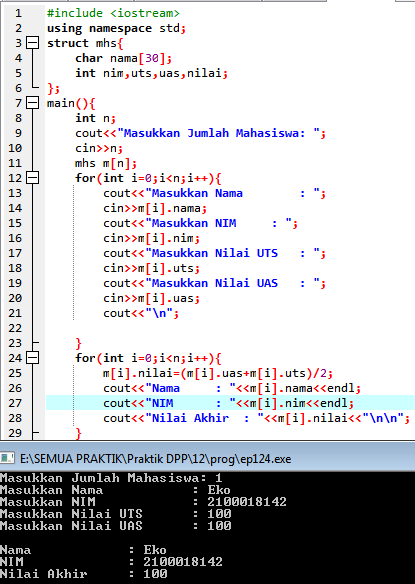 1 #include <iostream>
2 using namespace std;
3 struct mhs{
4     char nama[30];
5     int nim,uts,uas,nilai;
6 };
7 main(){
8     int n;
9     cout<<"Masukkan Jumlah Mahasiswa: ";
10     cin>>n;
11     mhs m[n];
12     for(int i=0;i<n;i++){
13         cout<<"Masukkan Nama        : ";
14         cin>>m[i].nama;
15         cout<<"Masukkan NIM     : ";
16         cin>>m[i].nim;
17         cout<<"Masukkan Nilai UTS   : ";
18         cin>>m[i].uts;
19         cout<<"Masukkan Nilai UAS   : ";
20         cin>>m[i].uas;
21         cout<<"\n";
22
23     }
24     for(int i=0;i<n;i++){
25         m[i].nilai=(m[i].uas+m[i].uts)/2;
26         cout<<"Nama     : "<<m[i].nama<<endl;
27         cout<<"NIM      : "<<m[i].nim<<endl;
28         cout<<"Nilai Akhir  : "<<m[i].nilai<<"\n\n";
29     }
E:\SEMUA PRAKTIK\Praktik DPP\12\prog\ep124.exe
Masukkan Jumlah Mahasiswa: 1
Masukkan Nama           : Eko
Masukkan NIM            : 2100018142
Masukkan Nilai UTS      : 100
Masukkan Nilai UAS      : 100

Nama            : Eko
NIM             : 2100018142
Nilai Akhir     : 100